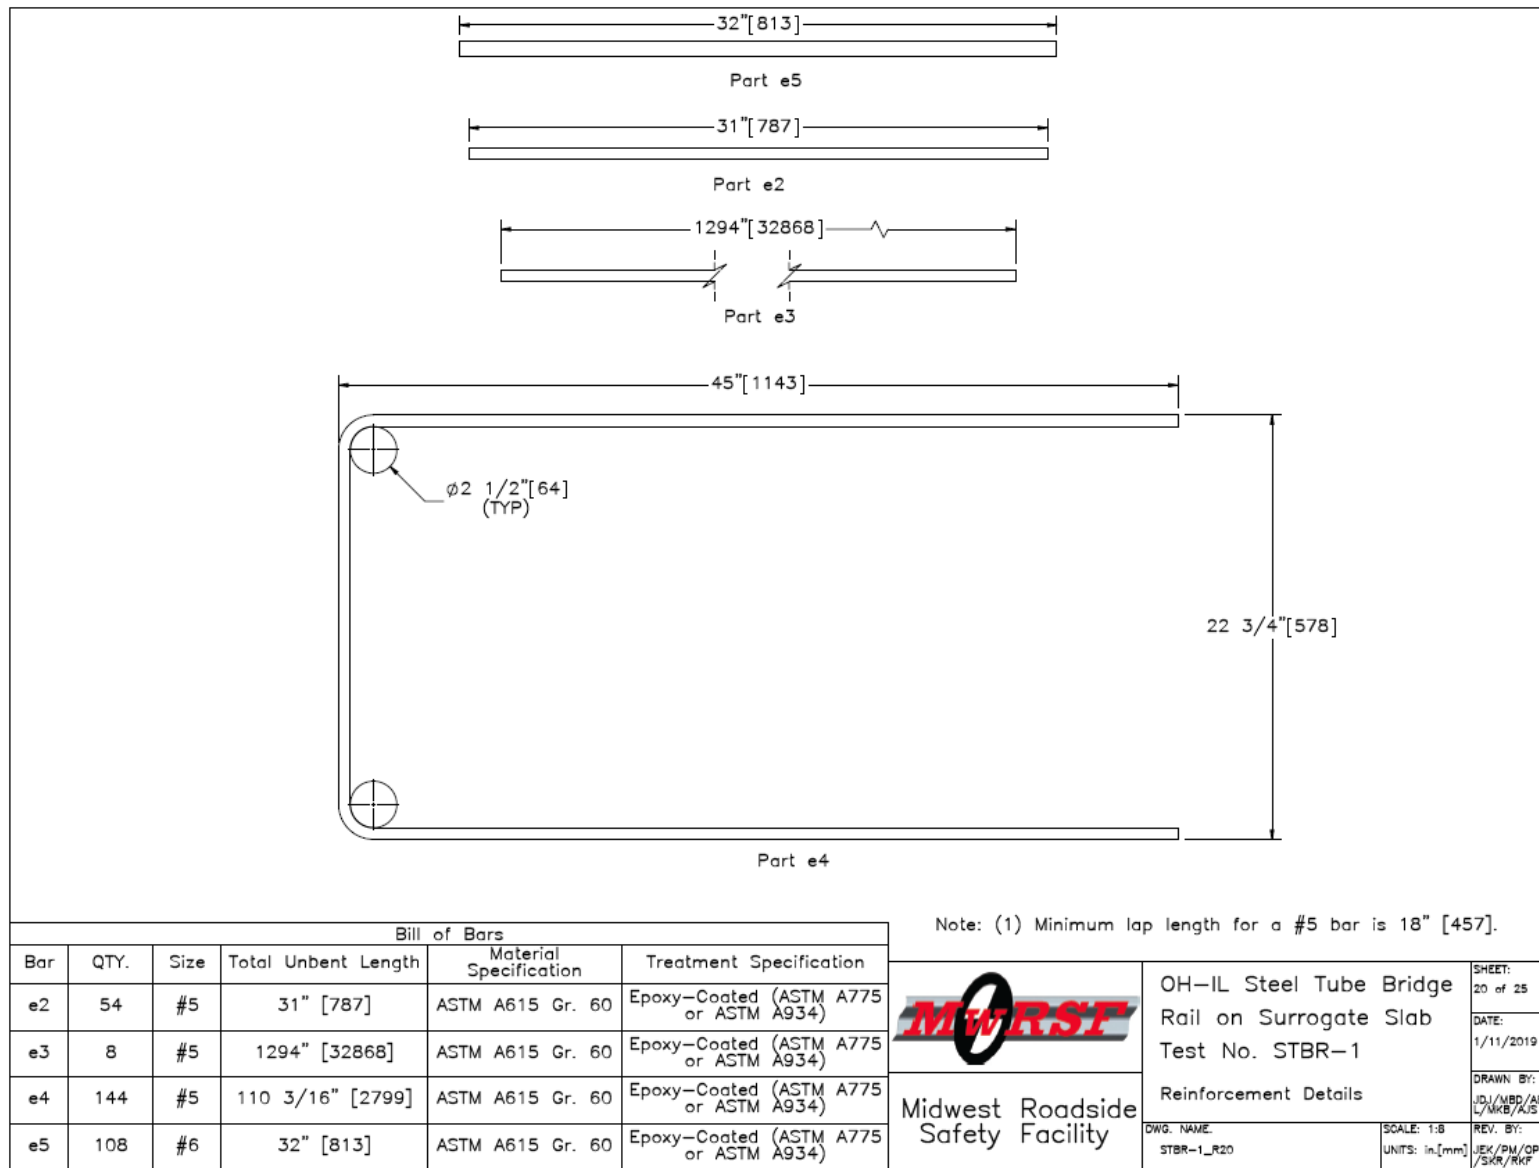 32"[813]
Part e5
31"[787]
Part e2
1294"[32868]
Part e3
45"[1143]
ø2 1/2"[64]
(TYP)
22 3/4"[578]
Part e4
Note: (1) Minimum lap length for a #5 bar is 18" [457].
Bill of Bars
Bar QTY. Size Total Unbent Length Material Specification Treatment Specification
e2 54 #5 31" [787] ASTM A615 Gr. 60 Epoxy-Coated (ASTM A775 or ASTM A934)
e3 8 #5 1294" [32868] ASTM A615 Gr. 60 Epoxy-Coated (ASTM A775 or ASTM A934)
e4 144 #5 110 3/16" [2799] ASTM A615 Gr. 60 Epoxy-Coated (ASTM A775 or ASTM A934)
e5 108 #6 32" [813] ASTM A615 Gr. 60 Epoxy-Coated (ASTM A775 or ASTM A934)
MwRSF
Midwest Roadside
Safety Facility
OH-IL Steel Tube Bridge
Rail on Surrogate Slab
Test No. STBR-1
Reinforcement Details
DWG. NAME.
STBR-1_R20
SCALE: 1:8
UNITS: in.[mm]
SHEET:
20 of 25
DATE:
1/11/2019
DRAWN BY:
JDJ/MBD/
L/MKB/AJS
REV. BY:
JEK/PM/
/SKR/RKF